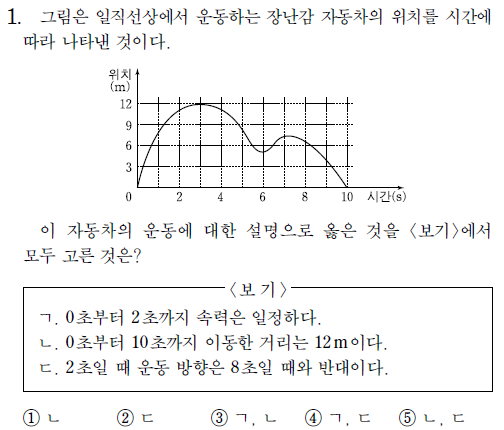 1. 그림은 일직선상에서 운동하는 장난감 자동차의 위치를 시간에
따라 나타낸 것이다.
위치
(m)
12
9
6
3
0 2 4 6 8 10 시간(s)
이 자동차의 운동에 대한 설명으로 옳은 것을 <보기>에서
모두 고른 것은?
<보 기>
ㄱ. 0초부터 2초까지 속력은 일정하다.
ㄴ. 0초부터 10초까지 이동한 거리는 12m이다.
ㄷ. 2초일 때 운동 방향은 8초일 때와 반대이다.
① ㄴ ② ㄷ ③ ㄱ, ㄴ ④ ㄱ, ㄷ ⑤ ㄴ, ㄷ